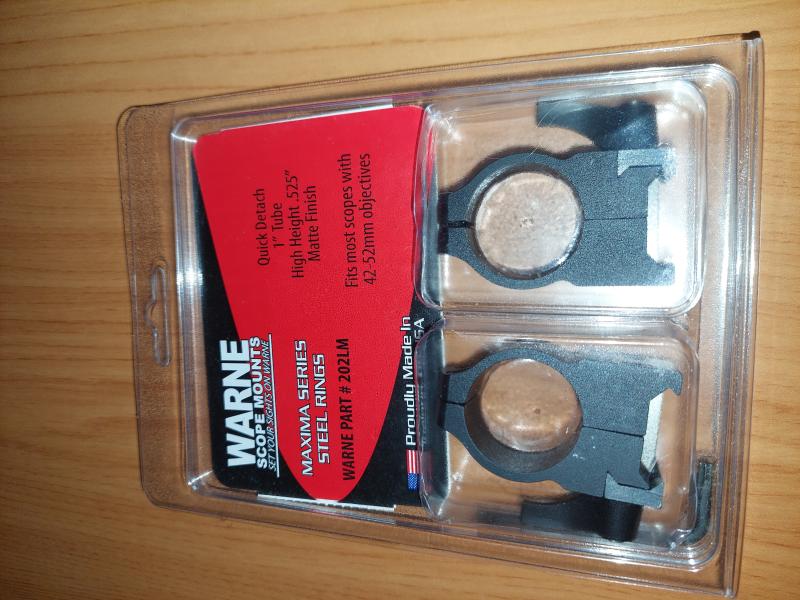 WARNE
SCOPE MOUNTS
SET YOUR SIGHTS ON WARNE
MAXIMA SERIES
STEEL RINGS
WARNE PART # 202LM
Quick Detach
1" Tube
High Height .525"
Matte Finish
Fits most scopes with
42-52mm objectives
Proudly Made In